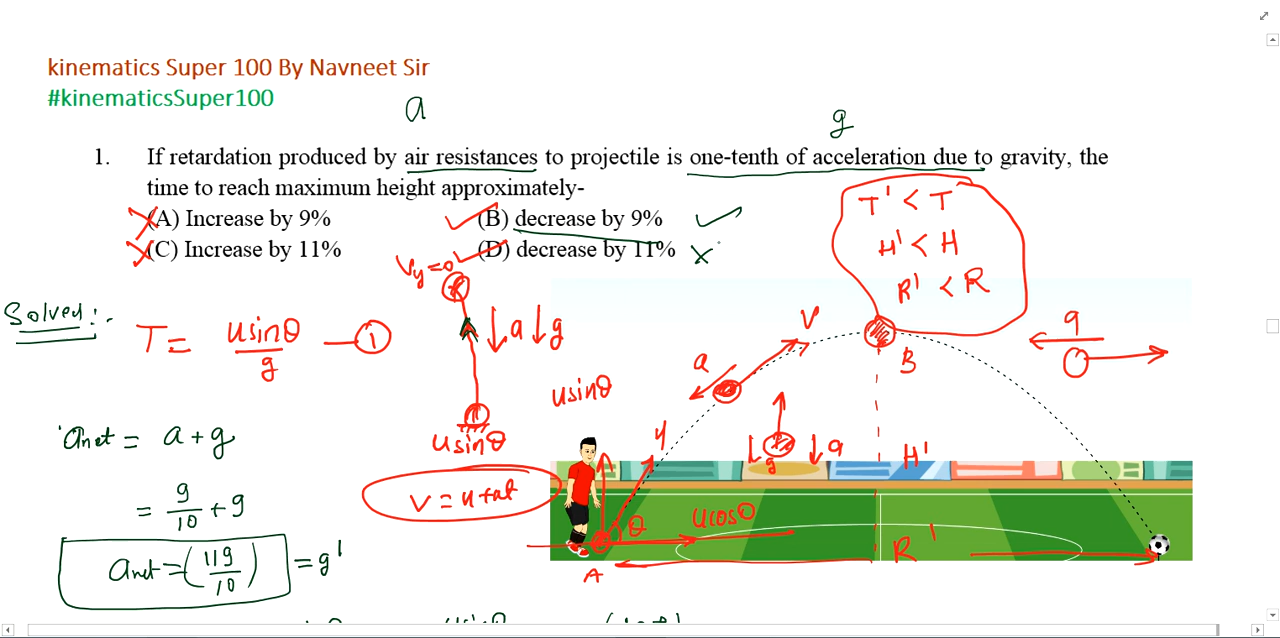 kinematics Super 100 By Navneet Sir
#kinematicsSuper100
a
g
1. If retardation produced by air resistances to projectile is one-tenth of acceleration due to gravity, the
time to reach maximum height approximately-
(A) Increase by 9% (B) decrease by 9%
(C) Increase by 11% (D) decrease by 11%
T' < T
H' < H
R' < R
Solved:-
T = usinθ/g — ①
Vy=0
↓a ↓g
usinθ
V = u+at
anet = a + g
= g/10 + g
anet = (11g/10) = g'
usinθ
a
V
B
a
u
θ
ucosθ
A
↓g ↓a
H'
R'